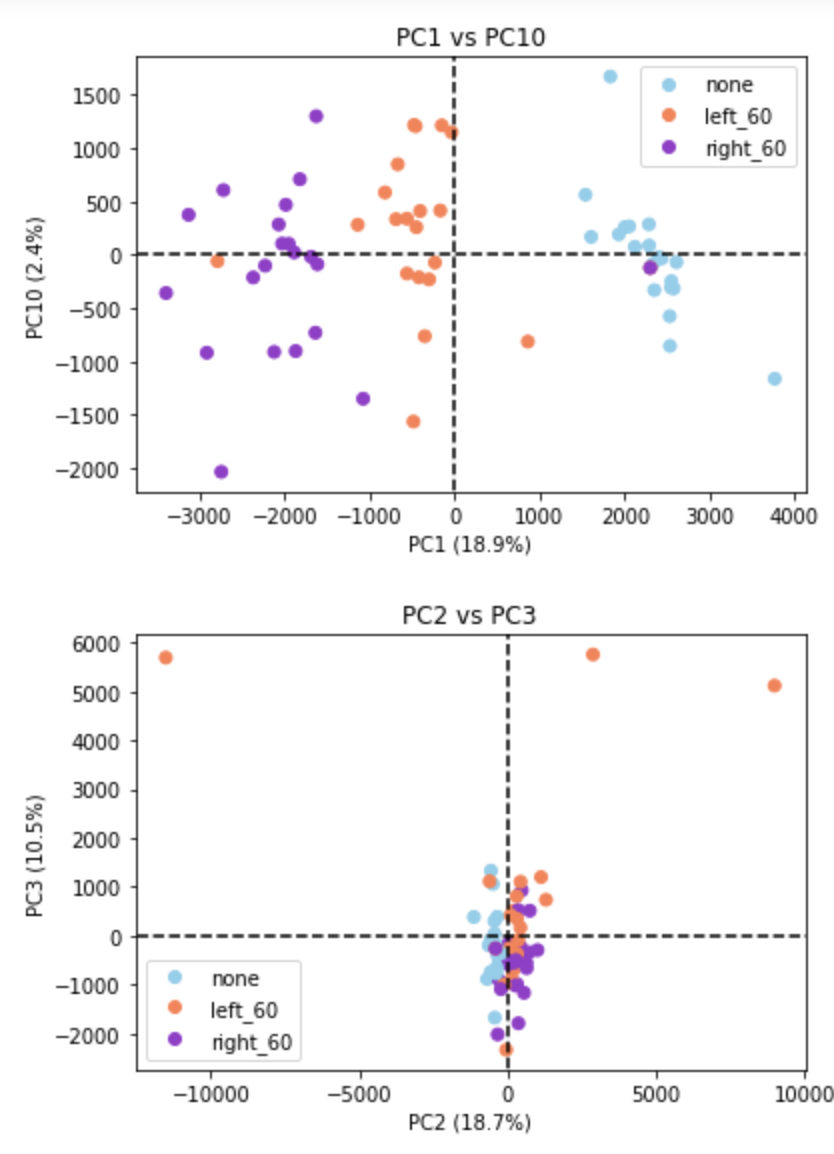 PC1 vs PC10
1500
1000
500
0
−500
−1000
−1500
−2000
PC10 (2.4%)
none
left_60
right_60
−3000 −2000 −1000 0 1000 2000 3000 4000
PC1 (18.9%)
PC2 vs PC3
6000
5000
4000
3000
2000
1000
0
−1000
−2000
PC3 (10.5%)
none
left_60
right_60
−10000 −5000 0 5000 10000
PC2 (18.7%)